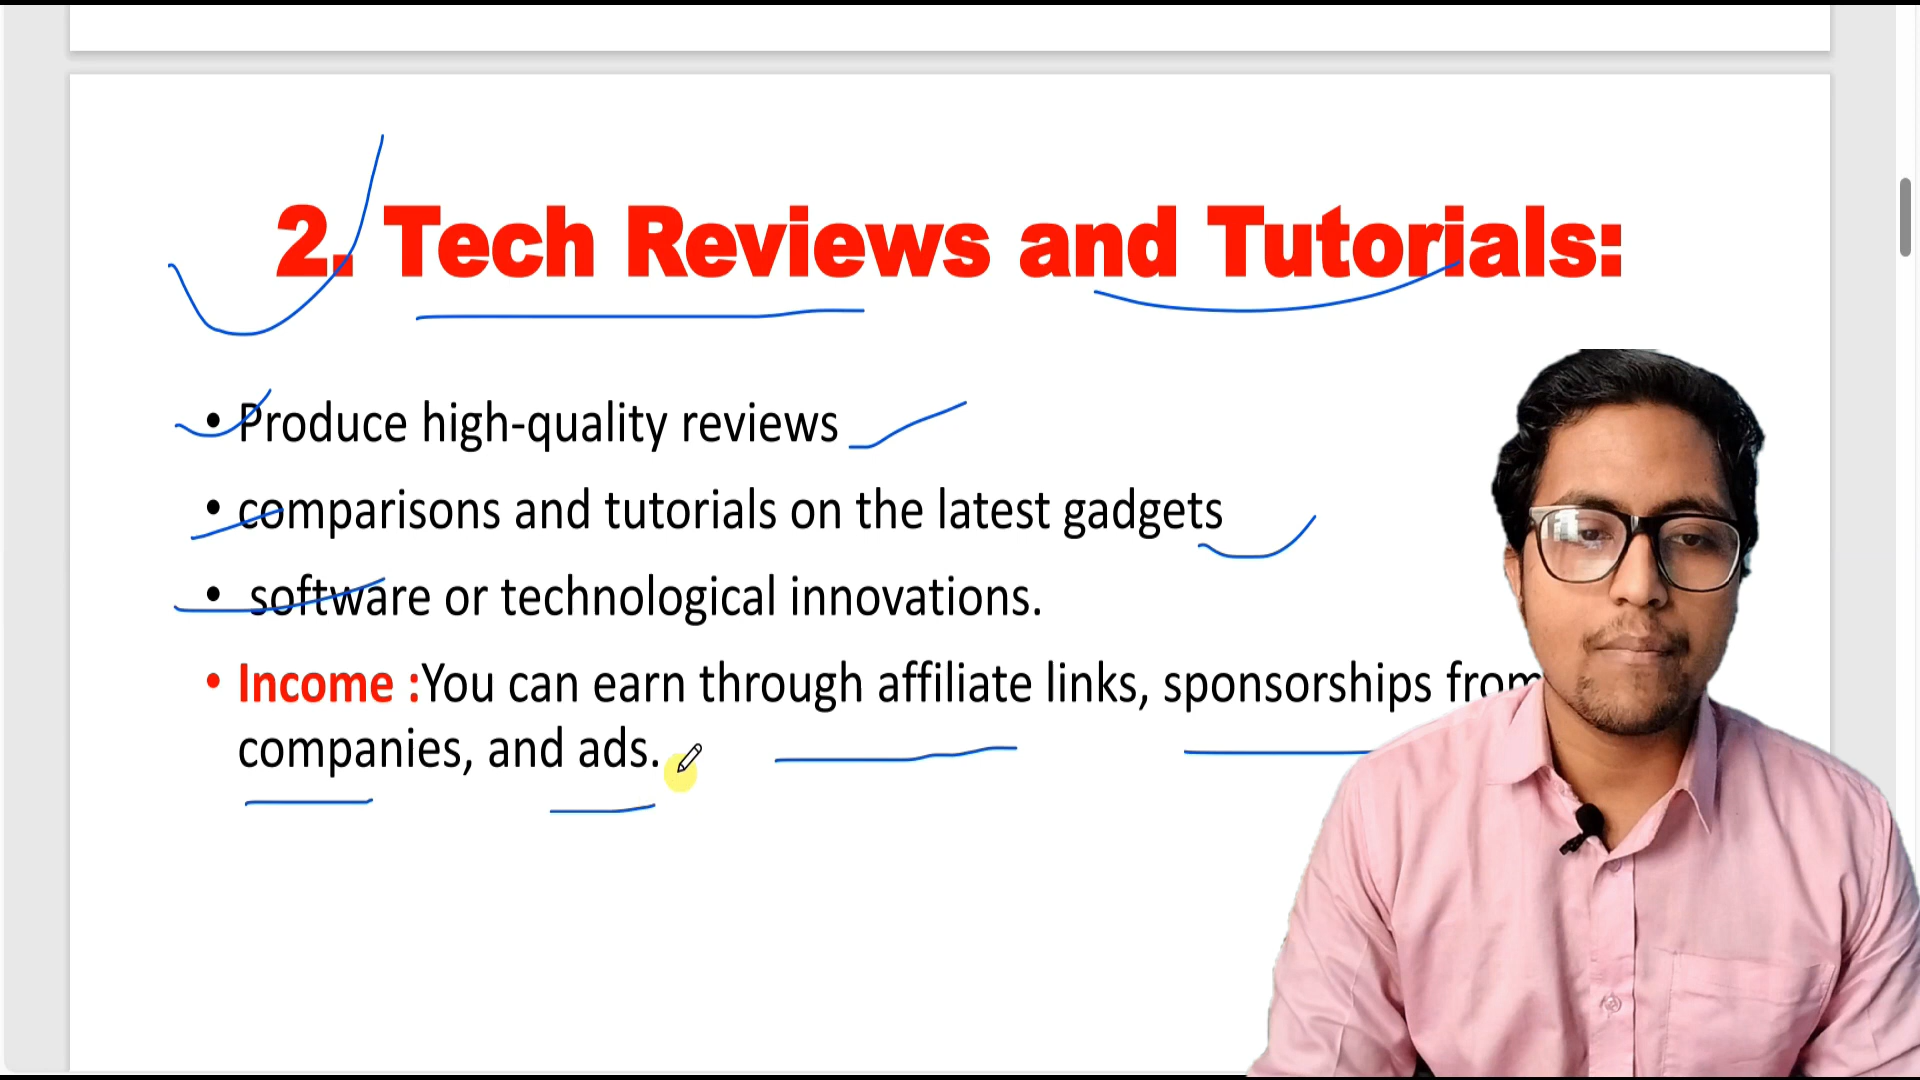 2. Tech Reviews and Tutorials:
• Produce high-quality reviews
• comparisons and tutorials on the latest gadgets
• software or technological innovations.
• Income :You can earn through affiliate links, sponsorships from
companies, and ads.